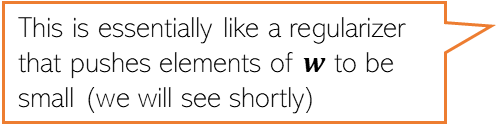 This is essentially like a regularizer
that pushes elements of 𝒘 to be
small (we will see shortly)